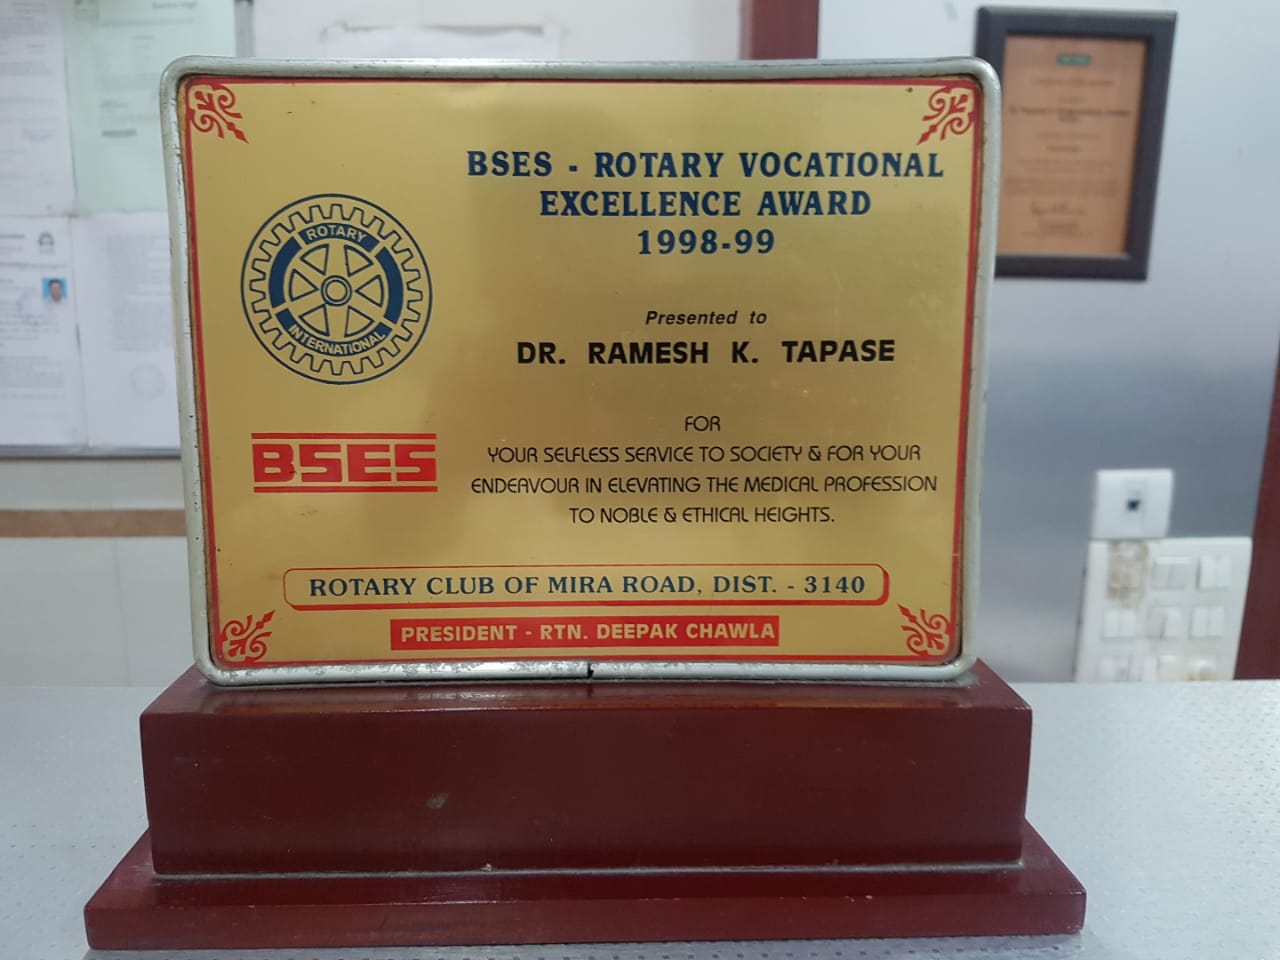 BSES - ROTARY VOCATIONAL
EXCELLENCE AWARD
1998-99
ROTARY
INTERNATIONAL
Presented to
DR. RAMESH K. TAPASE
BSES
FOR
YOUR SELFLESS SERVICE TO SOCIETY & FOR YOUR
ENDEAVOUR IN ELEVATING THE MEDICAL PROFESSION
TO NOBLE & ETHICAL HEIGHTS.
ROTARY CLUB OF MIRA ROAD, DIST. - 3140
PRESIDENT - RTN. DEEPAK CHAWLA